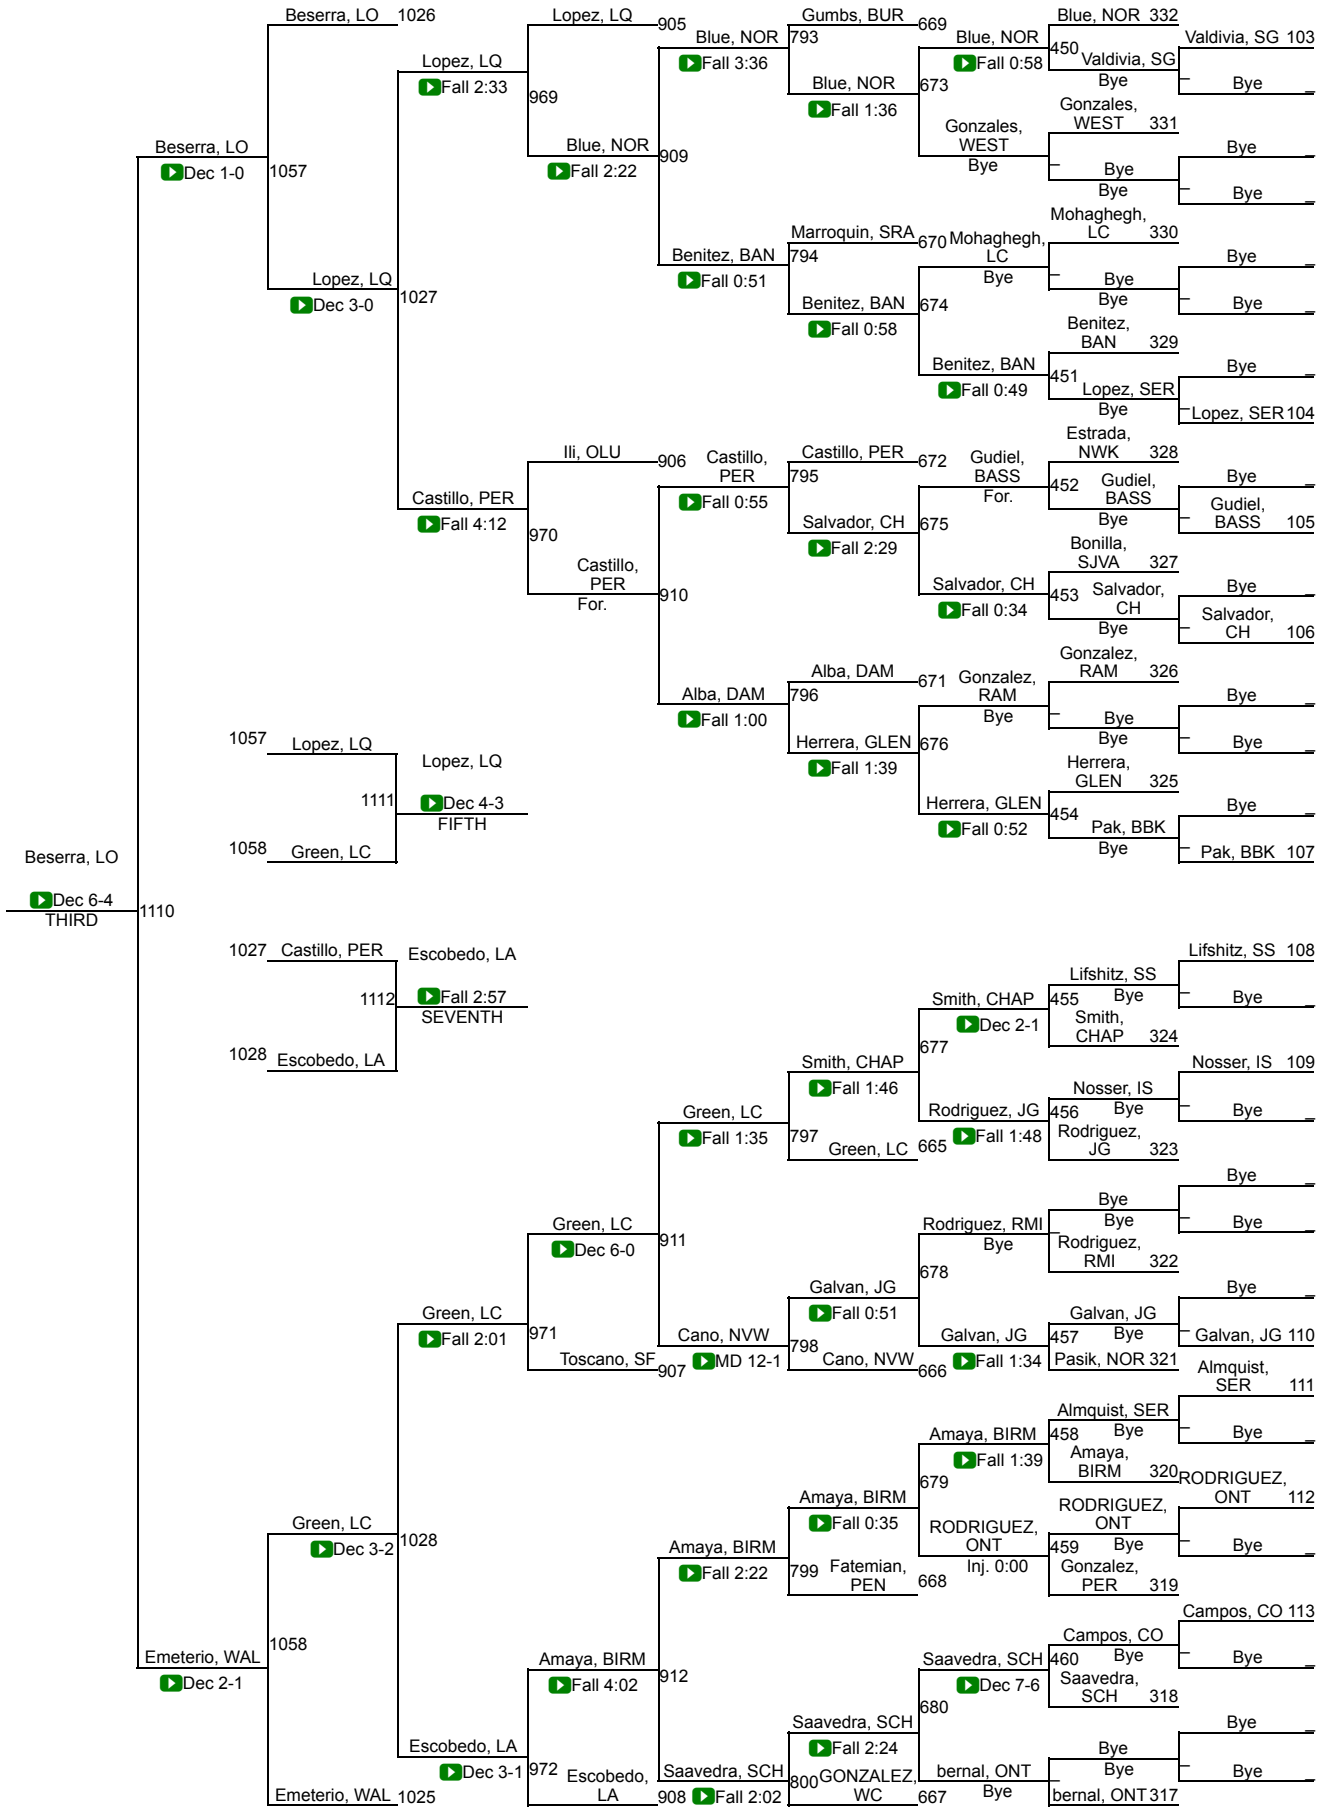 Beserra, LO 1026
Lopez, LQ 905
Gumbs, BUR 669
Blue, NOR 332
Valdivia, SG 103
Blue, NOR
793
Blue, NOR
450
Valdivia, SG
Bye
Lopez, LQ
Fall 3:36
Fall 0:58
Bye
Fall 2:33
969
Blue, NOR
673
Gonzales,
WEST 331
Fall 1:36
Gonzales,
WEST
Bye
Bye
Beserra, LO
Blue, NOR
909
Bye
Bye
Bye
Dec 1-0
1057
Fall 2:22
Mohaghegh,
LC 330
Marroquin, SRA 670
Mohaghegh,
LC
Bye
Benitez, BAN
794
Bye
Bye
Bye
Lopez, LQ
1027
Fall 0:51
Benitez, BAN
674
Dec 3-0
Fall 0:58
Benitez,
BAN 329
Benitez, BAN
451
Bye
Fall 0:49
Lopez, SER
Bye
Lopez, SER 104
Estrada,
NWK 328
Ili, OLU 906
Castillo,
PER
Castillo, PER 672
Gudiel,
BASS
For.
452
Gudiel,
BASS
Bye
Bye
Castillo, PER
Fall 0:55
795
Gudiel,
BASS 105
Fall 4:12
970
Salvador, CH
675
Bonilla,
SJVA 327
Fall 2:29
Castillo,
PER
For.
910
Salvador, CH
453
Salvador,
CH
Bye
Bye
Fall 0:34
Salvador,
CH 106
Gonzalez,
RAM 326
Alba, DAM 671
Gonzalez,
RAM
Bye
Bye
Alba, DAM
796
Bye
Bye
Bye
Fall 1:00
1057 Lopez, LQ
Lopez, LQ
Herrera, GLEN
676
Fall 1:39
Herrera,
GLEN 325
1111
Dec 4-3
FIFTH
Herrera, GLEN
454
Bye
Fall 0:52
Pak, BBK
Bye
1058 Green, LC
Pak, BBK 107
Beserra, LO
Dec 6-4
THIRD
1110
1027 Castillo, PER
Escobedo, LA
Lifshitz, SS 108
1112
Fall 2:57
SEVENTH
Smith, CHAP
Lifshitz, SS
455 Bye
Bye
Dec 2-1
Smith,
CHAP 324
1028 Escobedo, LA
677
Smith, CHAP
Nosser, IS 109
Fall 1:46
Nosser, IS
Green, LC
Rodriguez, JG
456 Bye
Bye
Fall 1:35
797
Green, LC 665
Fall 1:48
Rodriguez,
JG 323
Bye
Bye
Green, LC
911
Rodriguez, RMI
Bye
Bye
Dec 6-0
Bye
Rodriguez,
RMI 322
678
Galvan, JG
Bye
Green, LC
Fall 0:51
Galvan, JG
Fall 2:01
971
Cano, NVW
798
Galvan, JG
457 Bye
Galvan, JG 110
Toscano, SF 907
MD 12-1
Cano, NVW 666
Fall 1:34
Pasik, NOR 321
Almquist,
SER 111
Almquist, SER
Amaya, BIRM
458 Bye
Bye
Fall 1:39
Amaya,
BIRM 320
679
RODRIGUEZ,
ONT 112
Amaya, BIRM
RODRIGUEZ,
ONT
Green, LC
Fall 0:35
RODRIGUEZ,
ONT
Inj. 0:00
459 Bye
Bye
Dec 3-2
1028
Amaya, BIRM
Fall 2:22
799
Fatemian,
PEN 668
Gonzalez,
PER 319
Campos, CO 113
Emeterio, WAL
1058
Campos, CO
Dec 2-1
Amaya, BIRM
912
Saavedra, SCH
460 Bye
Bye
Fall 4:02
Dec 7-6
Saavedra,
SCH 318
680
Saavedra, SCH
Bye
Escobedo, LA
Fall 2:24
Bye
Dec 3-1
972
Escobedo,
LA 908
Saavedra, SCH
Fall 2:02
800
GONZALEZ,
WC 667
bernal, ONT
Bye
Bye
Bye
Emeterio, WAL 1025
bernal, ONT 317